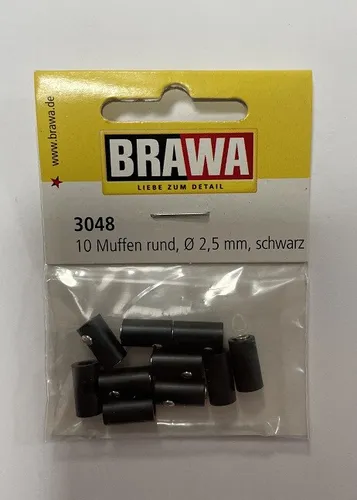 www.brawa.de
BRAWA
LIEBE ZUM DETAIL
3048
10 Muffen rund, Ø 2,5 mm, schwarz